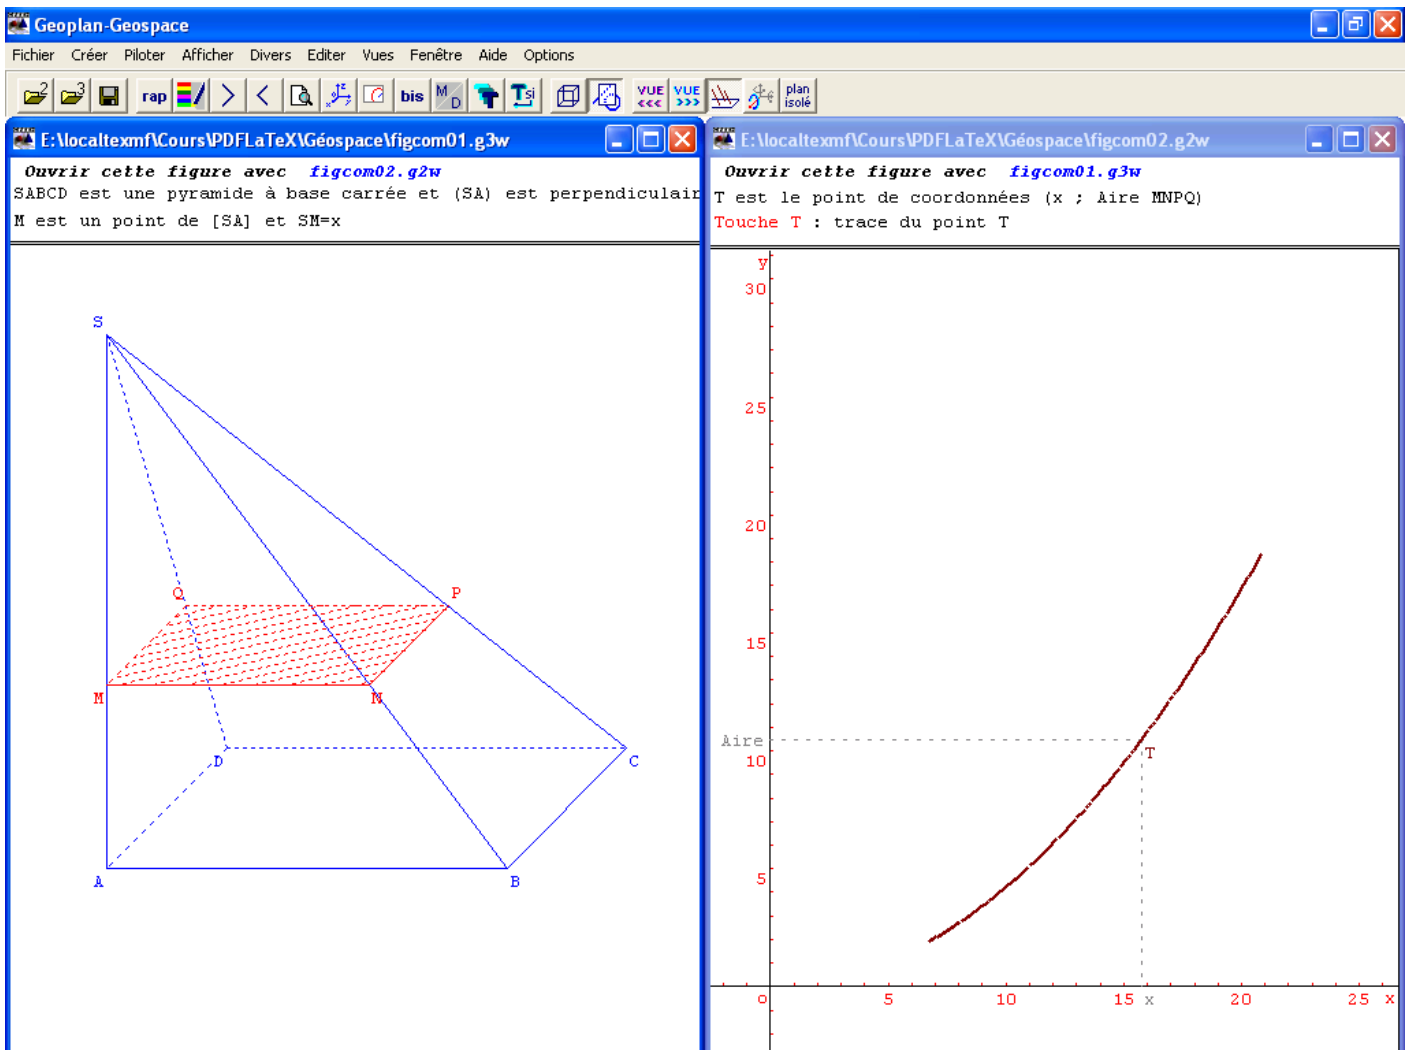 Geoplan-Geospace
Fichier Créer Piloter Afficher Divers Editer Vues Fenêtre Aide Options
2 3 rap > < bis M D Tsi VUE <<< VUE >>> plan isolé
E:\localtexmf\Cours\PDFLaTeX\Géospace\figcom01.g3w
Ouvrir cette figure avec figcom02.g2w
SABCD est une pyramide à base carrée et (SA) est perpendiculair
M est un point de [SA] et SM=x
S
Q
P
M
N
D
C
A
B
E:\localtexmf\Cours\PDFLaTeX\Géospace\figcom02.g2w
Ouvrir cette figure avec figcom01.g3w
T est le point de coordonnées (x ; Aire MNPQ)
Touche T : trace du point T
y
30
25
20
15
Aire
T
10
5
o 5 10 15 x 20 25 x